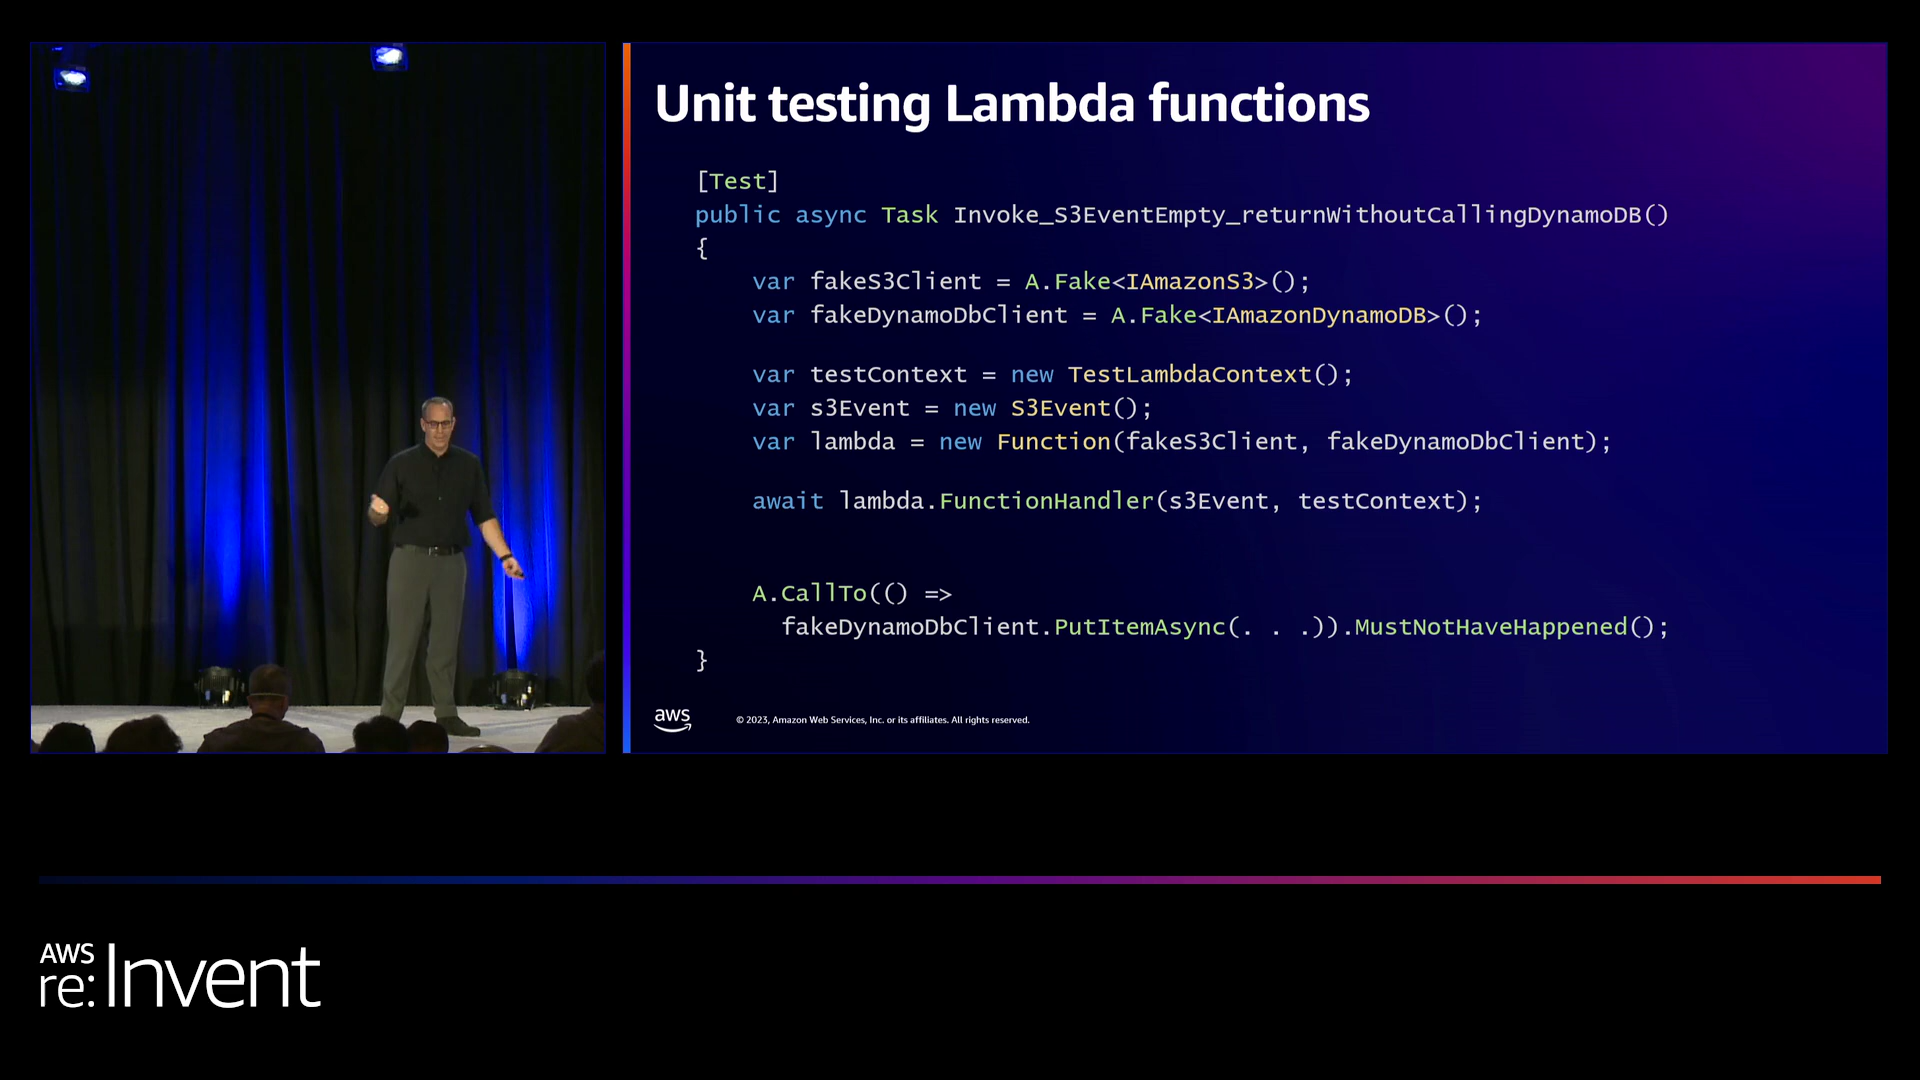 Unit testing Lambda functions
[Test]
public async Task Invoke_S3EventEmpty_returnWithoutCallingDynamoDB()
{
var fakeS3Client = A.Fake<IAmazonS3>();
var fakeDynamoDbClient = A.Fake<IAmazonDynamoDB>();
var testContext = new TestLambdaContext();
var s3Event = new S3Event();
var lambda = new Function(fakeS3Client, fakeDynamoDbClient);
await lambda.FunctionHandler(s3Event, testContext);
A.CallTo(() =>
fakeDynamoDbClient.PutItemAsync(. . .)).MustNotHaveHappened();
}
aws
© 2023, Amazon Web Services, Inc. or its affiliates. All rights reserved.
AWS
re:Invent